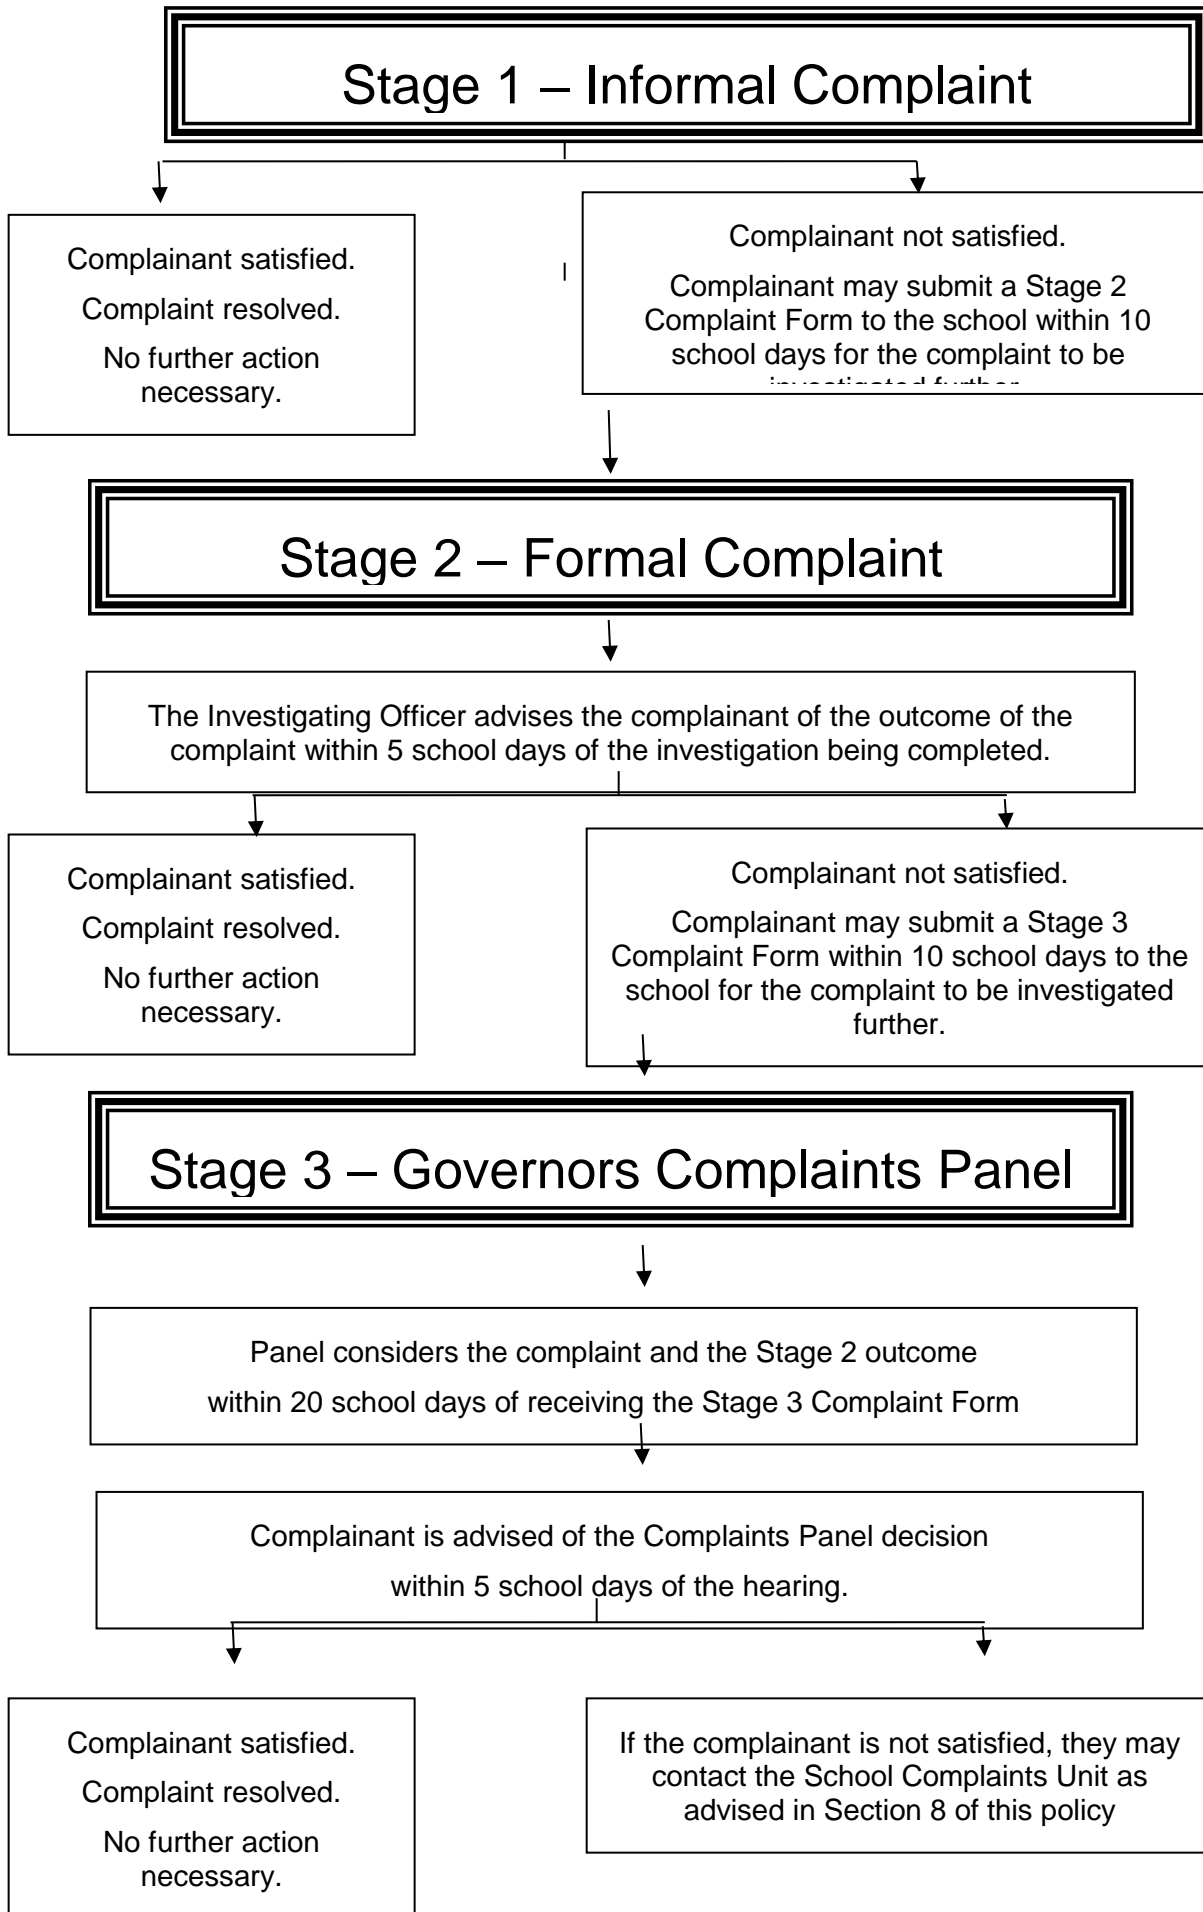 Stage 1 – Informal Complaint
Complainant satisfied.
Complaint resolved.
No further action
necessary.
Complainant not satisfied.
Complainant may submit a Stage 2
Complaint Form to the school within 10
school days for the complaint to be
investigated further
Stage 2 – Formal Complaint
The Investigating Officer advises the complainant of the outcome of the
complaint within 5 school days of the investigation being completed.
Complainant satisfied.
Complaint resolved.
No further action
necessary.
Complainant not satisfied.
Complainant may submit a Stage 3
Complaint Form within 10 school days to the
school for the complaint to be investigated
further.
Stage 3 – Governors Complaints Panel
Panel considers the complaint and the Stage 2 outcome
within 20 school days of receiving the Stage 3 Complaint Form
Complainant is advised of the Complaints Panel decision
within 5 school days of the hearing.
Complainant satisfied.
Complaint resolved.
No further action
necessary.
If the complainant is not satisfied, they may
contact the School Complaints Unit as
advised in Section 8 of this policy